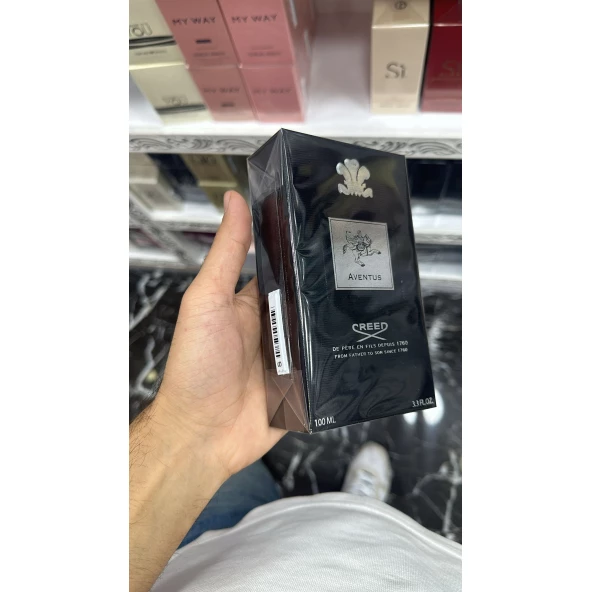 MY WAY
MY WAY
Sì
Sì
AVENTUS
CREED
DE PÈRE EN FILS DEPUIS 1760
FROM FATHER TO SON SINCE 1760
100 ML
3.3 FL.OZ.